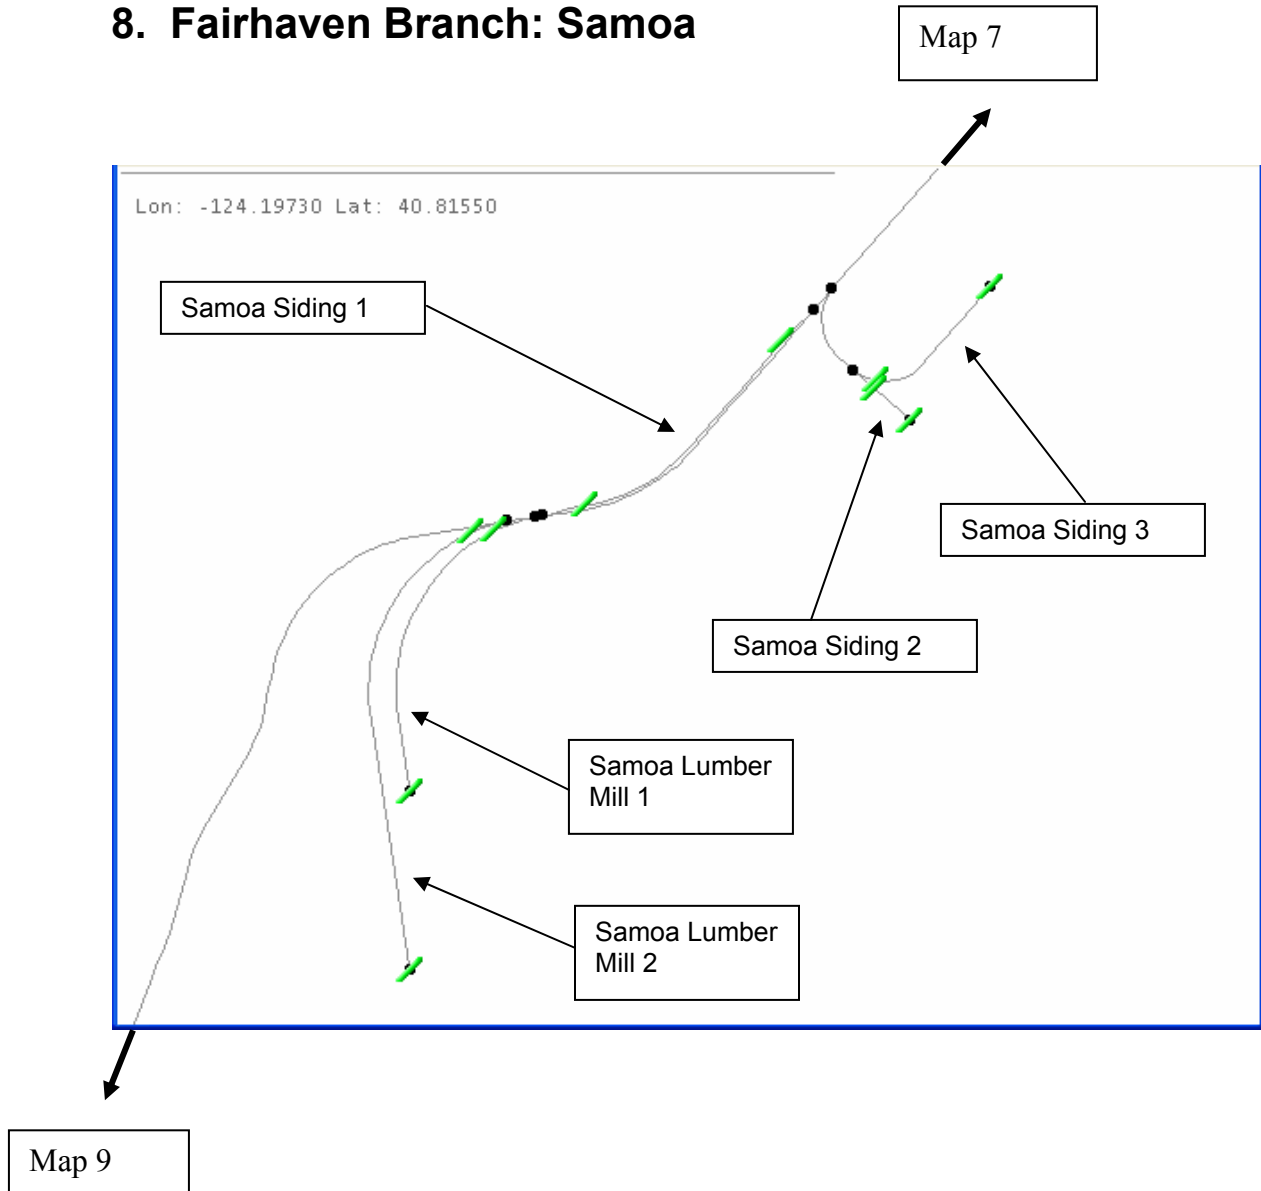 8. Fairhaven Branch: Samoa
Map 7
Lon: -124.19730 Lat: 40.81550
Samoa Siding 1
Samoa Siding 3
Samoa Siding 2
Samoa Lumber
Mill 1
Samoa Lumber
Mill 2
Map 9